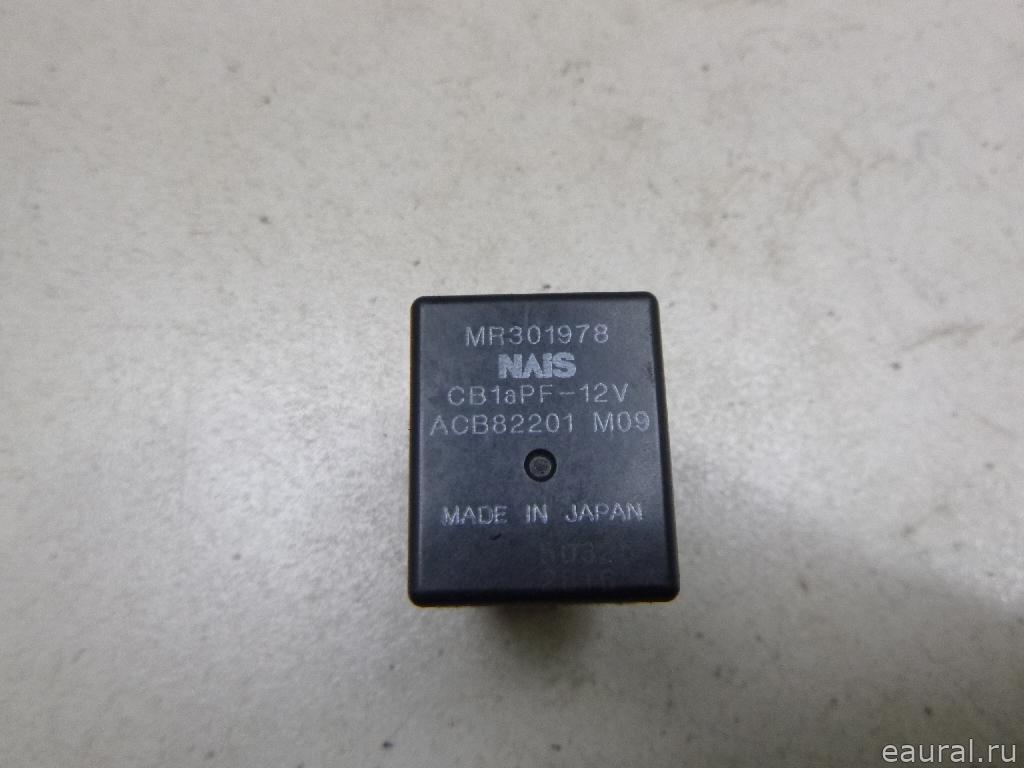 MR301978
NAiS
CB1aPF-12V
ACB82201 M09
MADE IN JAPAN
eaural.ru